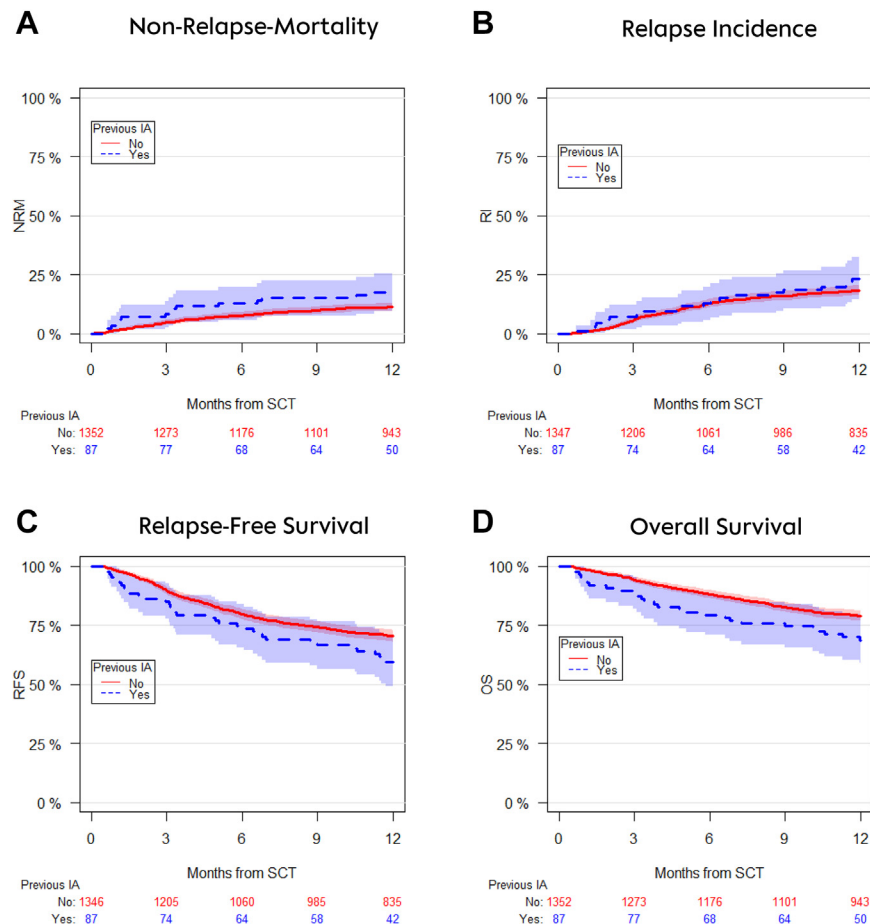 A
Non-Relapse-Mortality
100 %
75 %
50 %
25 %
0 %
NRM
Previous IA
No
Yes
0 3 6 9 12
Months from SCT
Previous IA
No: 1352 1273 1176 1101 943
Yes: 87 77 68 64 50
B
Relapse Incidence
100 %
75 %
50 %
25 %
0 %
RI
Previous IA
No
Yes
0 3 6 9 12
Months from SCT
Previous IA
No: 1347 1206 1061 986 835
Yes: 87 74 64 58 42
C
Relapse-Free Survival
100 %
75 %
50 %
25 %
0 %
RFS
Previous IA
No
Yes
0 3 6 9 12
Months from SCT
Previous IA
No: 1346 1205 1060 985 835
Yes: 87 74 64 58 42
D
Overall Survival
100 %
75 %
50 %
25 %
0 %
OS
Previous IA
No
Yes
0 3 6 9 12
Months from SCT
Previous IA
No: 1352 1273 1176 1101 943
Yes: 87 77 68 64 50